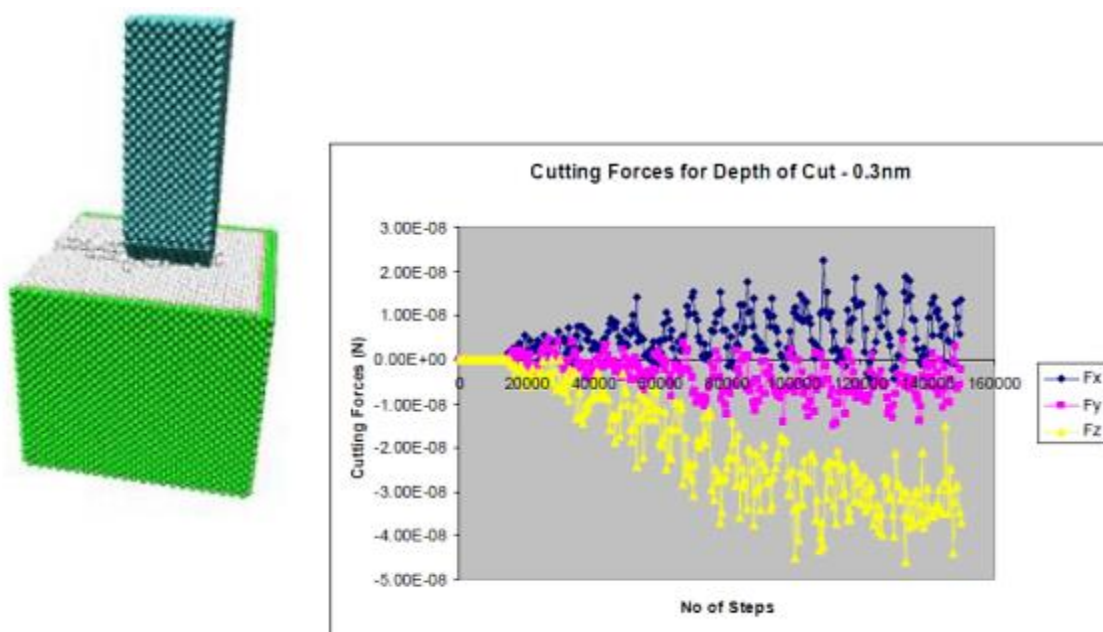 Cutting Forces for Depth of Cut - 0.3nm
3.00E-08
2.00E-08
1.00E-08
0.00E+00
-1.00E-08
-2.00E-08
-3.00E-08
-4.00E-08
-5.00E-08
Cutting Forces (N)
0 20000 40000 60000 80000 100000 120000 140000 160000
No of Steps
Fx
Fy
Fz